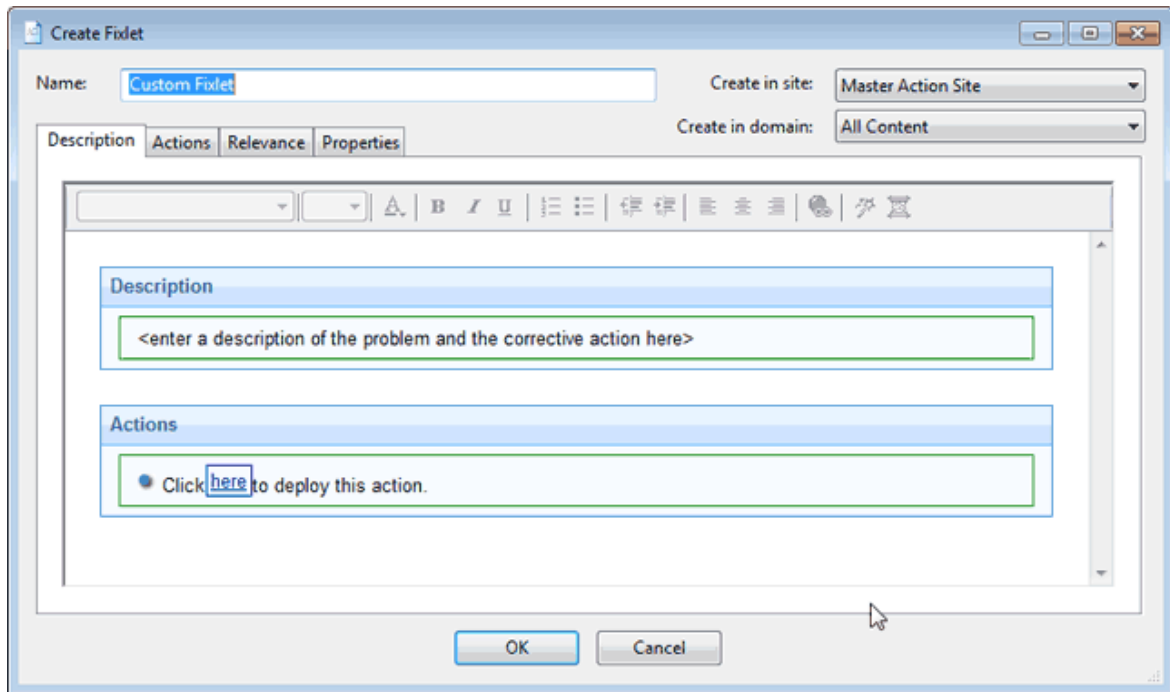 Create Fixlet
Name: Custom Fixlet Create in site: Master Action Site
Create in domain: All Content
Description Actions Relevance Properties
A B I U
Description
<enter a description of the problem and the corrective action here>
Actions
Click here to deploy this action.
OK Cancel